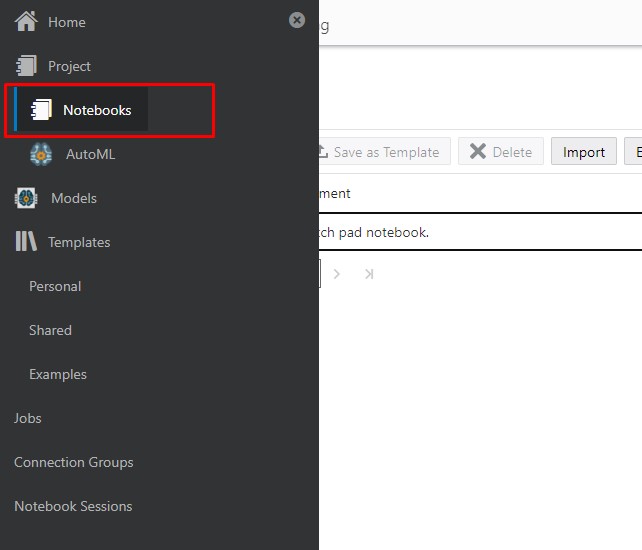 Home
ng
Project
Notebooks
AutoML
Save as Template
Delete
Import
Models
ment
Templates
tch pad notebook.
Personal
Shared
Examples
Jobs
Connection Groups
Notebook Sessions